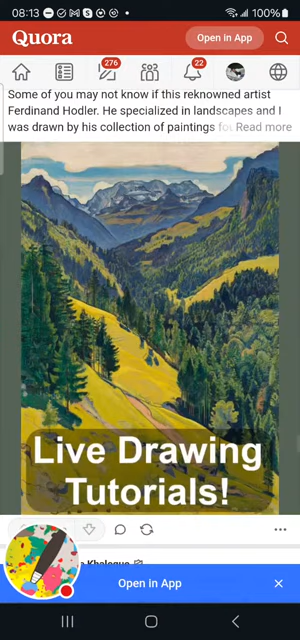 08:13
100%
Quora
Open in App
276
22
Some of you may not know if this reknowned artist
Ferdinand Hodler. He specialized in landscapes and I
was drawn by his collection of paintings Read more
Live Drawing
Tutorials!
Khaloque
Open in App